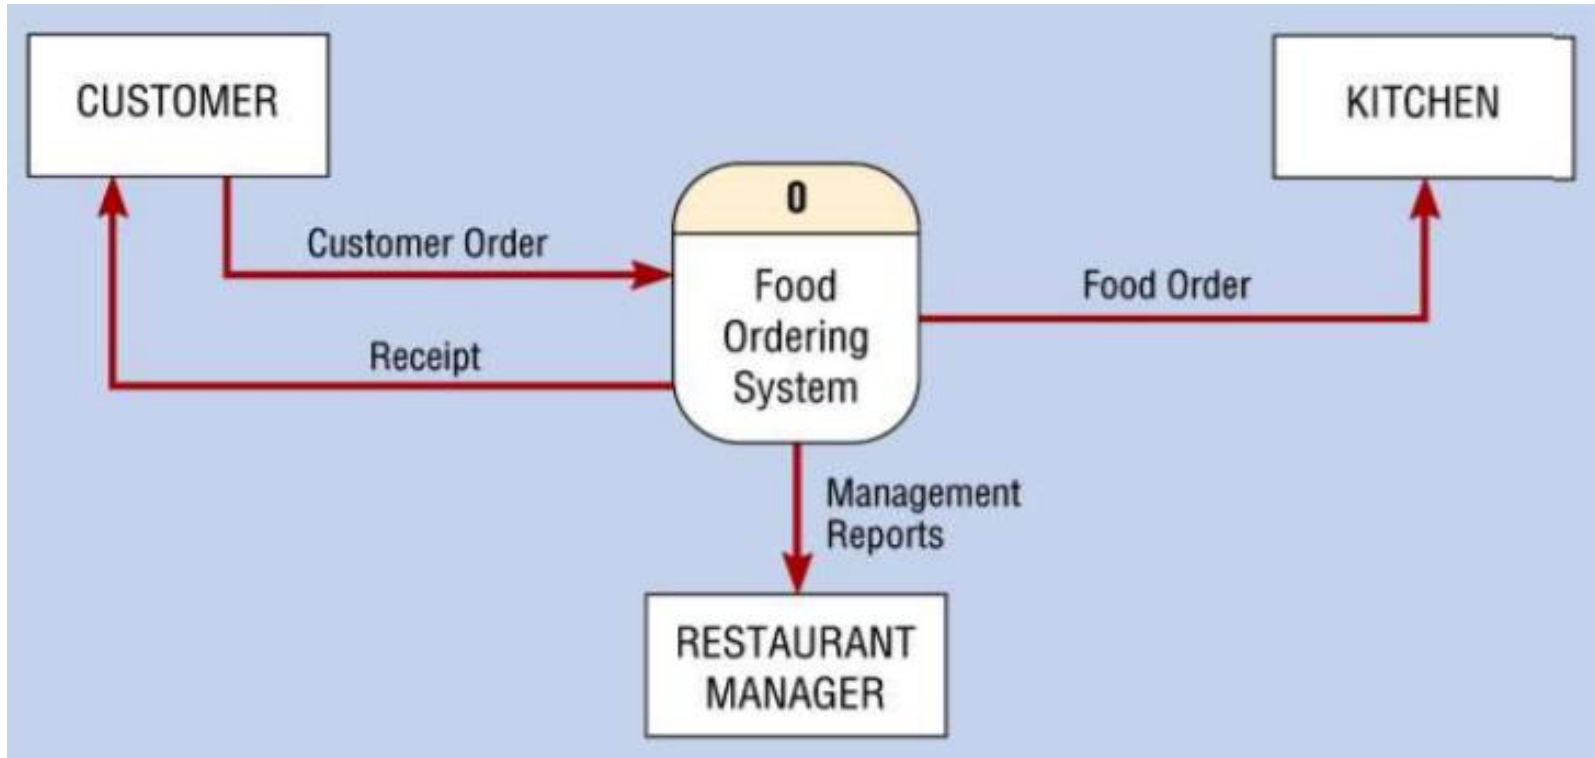 CUSTOMER
KITCHEN
0
Customer Order
Food
Ordering
System
Food Order
Receipt
Management
Reports
RESTAURANT
MANAGER